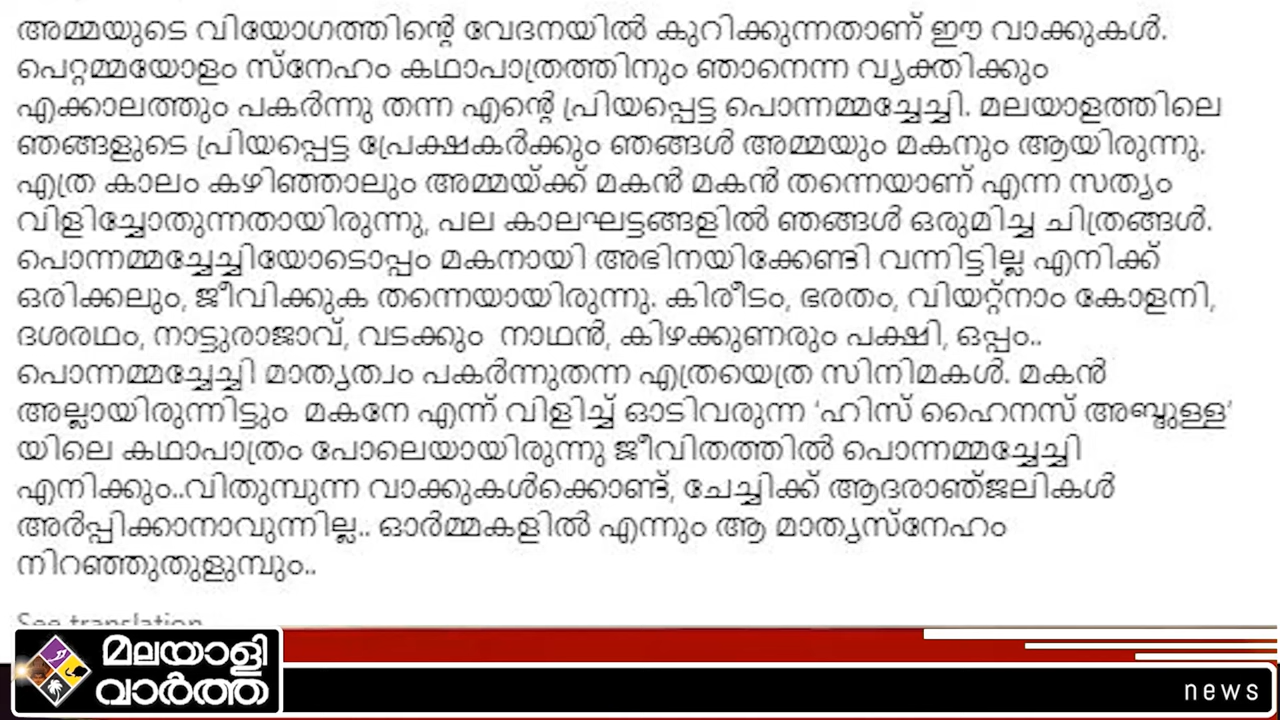 അമ്മയുടെ വിയോഗത്തിന്റെ വേദനയിൽ കുറിക്കുന്നതാണ് ഈ വാക്കുകൾ.
പെറ്റമ്മയോളം സ്നേഹം കഥാപാത്രത്തിനും ഞാനെന്ന വ്യക്തിക്കും
എക്കാലത്തും പകർന്നു തന്ന എന്റെ പ്രിയപ്പെട്ട പൊന്നമ്മച്ചേച്ചി. മലയാളത്തിലെ
ഞങ്ങളുടെ പ്രിയപ്പെട്ട പ്രേക്ഷകർക്കും ഞങ്ങൾ അമ്മയും മകനും ആയിരുന്നു.
എത്ര കാലം കഴിഞ്ഞാലും അമ്മയ്ക്ക് മകൻ മകൻ തന്നെയാണ് എന്ന സത്യം
വിളിച്ചോതുന്നതായിരുന്നു, പല കാലഘട്ടങ്ങളിൽ ഞങ്ങൾ ഒരുമിച്ച ചിത്രങ്ങൾ.
പൊന്നമ്മച്ചേച്ചിയോടൊപ്പം മകനായി അഭിനയിക്കേണ്ടി വന്നിട്ടില്ല എനിക്ക്
ഒരിക്കലും, ജീവിക്കുക തന്നെയായിരുന്നു. കിരീടം, ഭരതം, വിയറ്റ്നാം കോളനി,
ദശരഥം, നാട്ടുരാജാവ്, വടക്കും  നാഥൻ, കിഴക്കുണരും പക്ഷി, ഒപ്പം..
പൊന്നമ്മച്ചേച്ചി മാതൃത്വം പകർന്നുതന്ന എത്രയെത്ര സിനിമകൾ. മകൻ
അല്ലായിരുന്നിട്ടും  മകനേ എന്ന് വിളിച്ച് ഓടിവരുന്ന ‘ഹിസ് ഹൈനസ് അബ്ദുള്ള’
യിലെ കഥാപാത്രം പോലെയായിരുന്നു ജീവിതത്തിൽ പൊന്നമ്മച്ചേച്ചി
എനിക്കും..വിതുമ്പുന്ന വാക്കുകൾക്കൊണ്ട്, ചേച്ചിക്ക് ആദരാഞ്ജലികൾ
അർപ്പിക്കാനാവുന്നില്ല.. ഓർമ്മകളിൽ എന്നും ആ മാതൃസ്നേഹം
നിറഞ്ഞുതുളുമ്പും..
See translation
മലയാളി
വാർത്ത
news